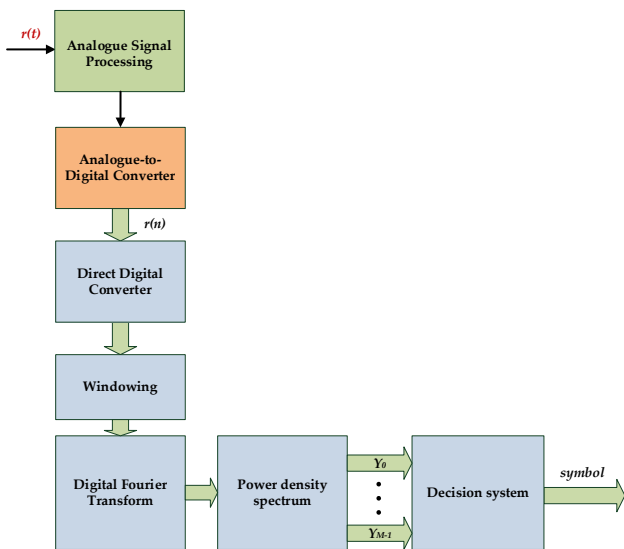 r(t)
Analogue Signal
Processing
Analogue-to-
Digital Converter
r(n)
Direct Digital
Converter
Windowing
Digital Fourier
Transform
Power density
spectrum
Y0
YM-1
Decision system
symbol